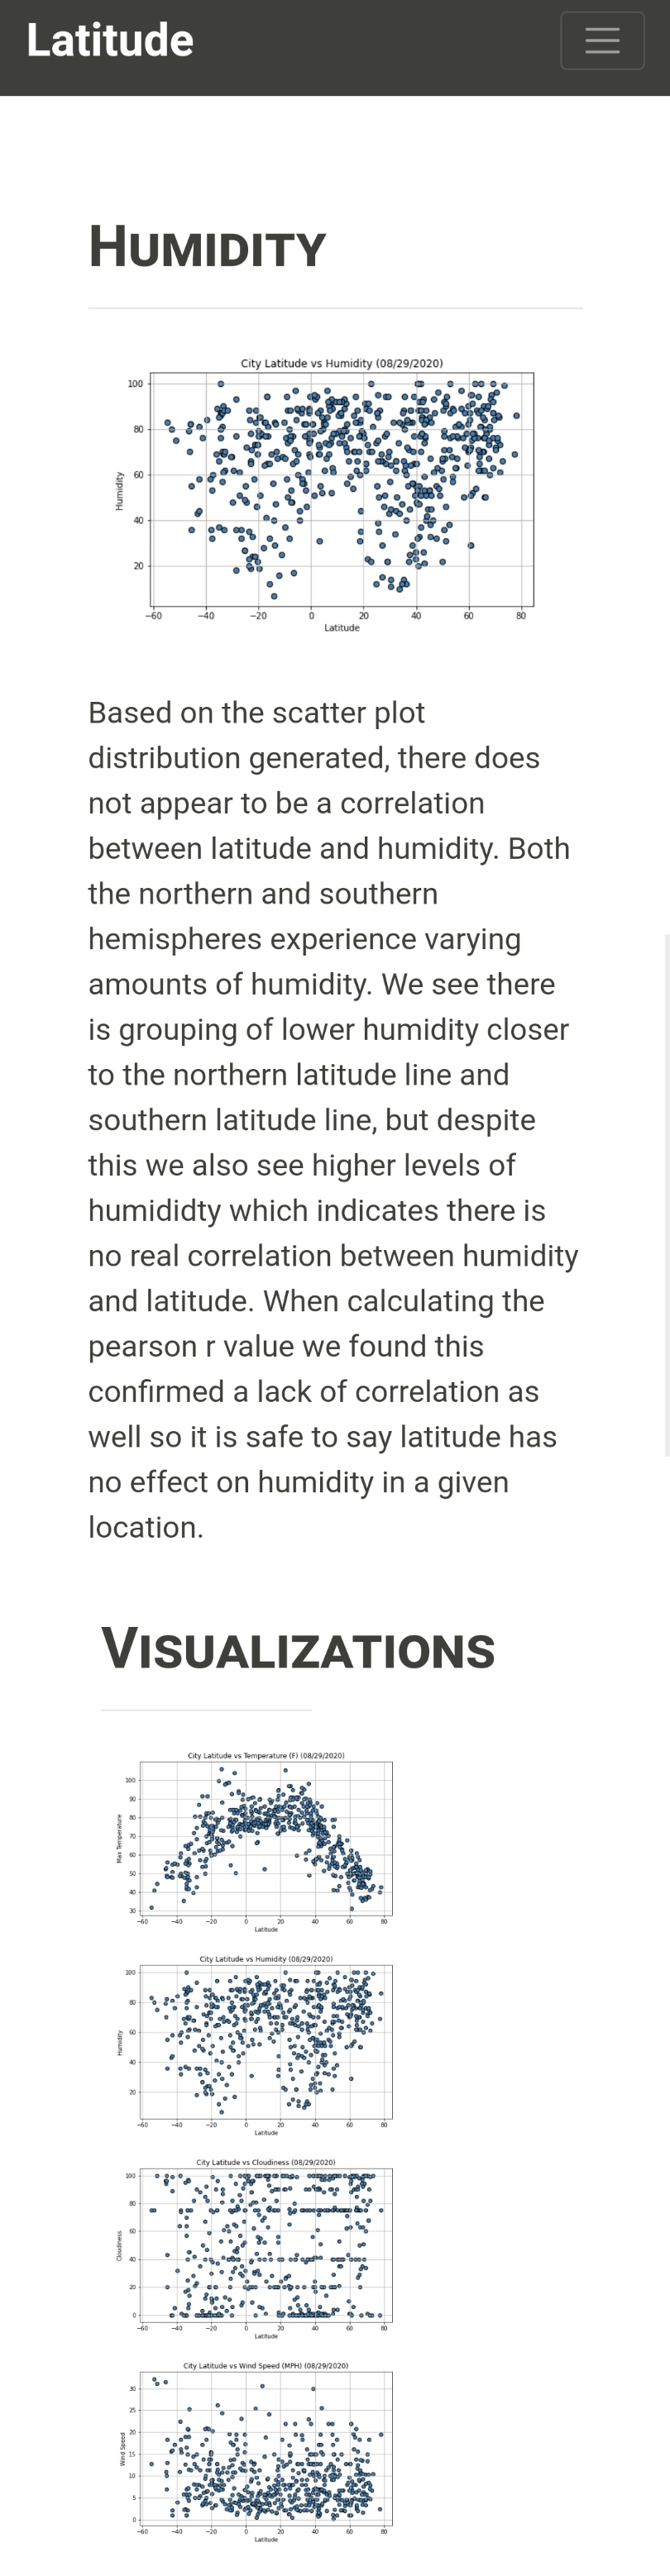 Latitude
HUMIDITY
City Latitude vs Humidity (08/29/2020)
100
80
60
40
20
Humidity
−60 −40 −20 0 20 40 60 80
Latitude
Based on the scatter plot
distribution generated, there does
not appear to be a correlation
between latitude and humidity. Both
the northern and southern
hemispheres experience varying
amounts of humidity. We see there
is grouping of lower humidity closer
to the northern latitude line and
southern latitude line, but despite
this we also see higher levels of
humididty which indicates there is
no real correlation between humidity
and latitude. When calculating the
pearson r value we found this
confirmed a lack of correlation as
well so it is safe to say latitude has
no effect on humidity in a given
location.
VISUALIZATIONS
City Latitude vs Temperature (F) (08/29/2020)
100
90
80
70
60
50
40
30
Max Temperature
−60 −40 −20 0 20 40 60 80
Latitude
City Latitude vs Humidity (08/29/2020)
100
80
60
40
20
Humidity
−60 −40 −20 0 20 40 60 80
Latitude
City Latitude vs Cloudiness (08/29/2020)
100
80
60
40
20
0
Cloudiness
−60 −40 −20 0 20 40 60 80
Latitude
City Latitude vs Wind Speed (MPH) (08/29/2020)
30
25
20
15
10
5
0
Wind Speed
−60 −40 −20 0 20 40 60 80
Latitude